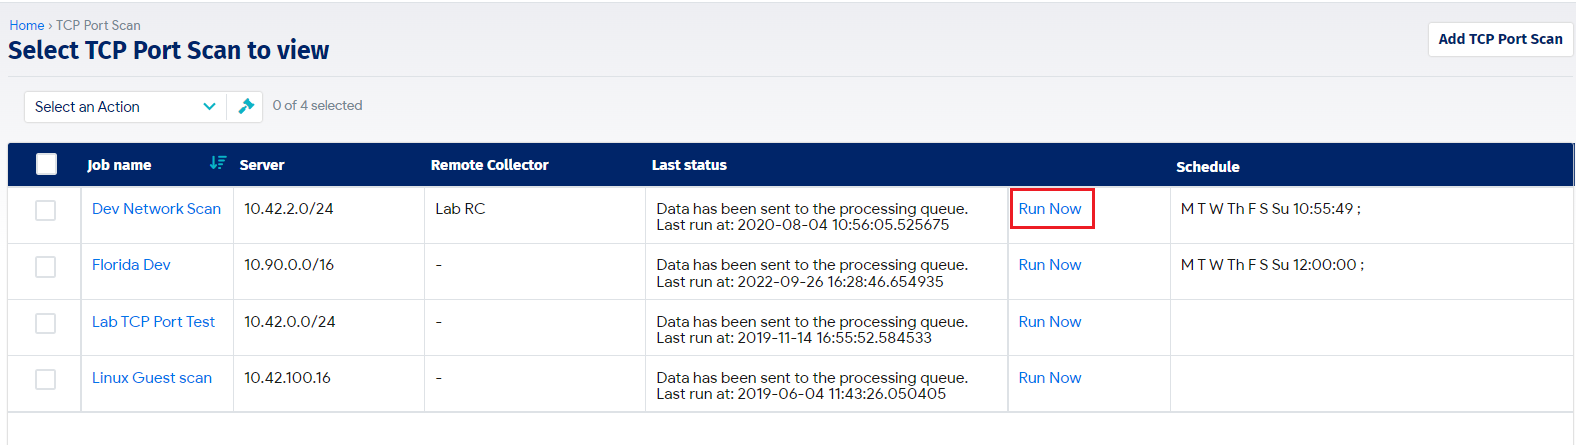 Home › TCP Port Scan
Select TCP Port Scan to view
Add TCP Port Scan
Select an Action
0 of 4 selected
Job name Server Remote Collector Last status Schedule
Dev Network Scan 10.42.2.0/24 Lab RC Data has been sent to the processing queue. Run Now M T W Th F S Su 10:55:49 ;
Last run at: 2020-08-04 10:56:05.525675
Florida Dev 10.90.0.0/16 - Data has been sent to the processing queue. Run Now M T W Th F S Su 12:00:00 ;
Last run at: 2022-09-26 16:28:46.654935
Lab TCP Port Test 10.42.0.0/24 - Data has been sent to the processing queue. Run Now
Last run at: 2019-11-14 16:55:52.584533
Linux Guest scan 10.42.100.16 - Data has been sent to the processing queue. Run Now
Last run at: 2019-06-04 11:43:26.050405